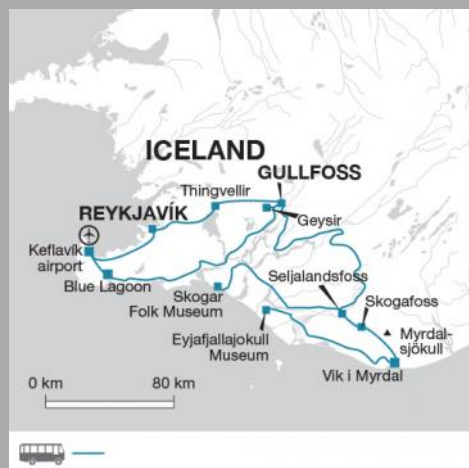 ICELAND
GULLFOSS
Thingvellir
REYKJAVÍK
Geysir
Keflavik
airport
Blue Lagoon
Seljalandsfoss
Skogar
Folk Museum
Skogafoss
Eyjafjallajokull
Museum
Myrdal-
sjökull
Vik i Myrdal
0 km
80 km